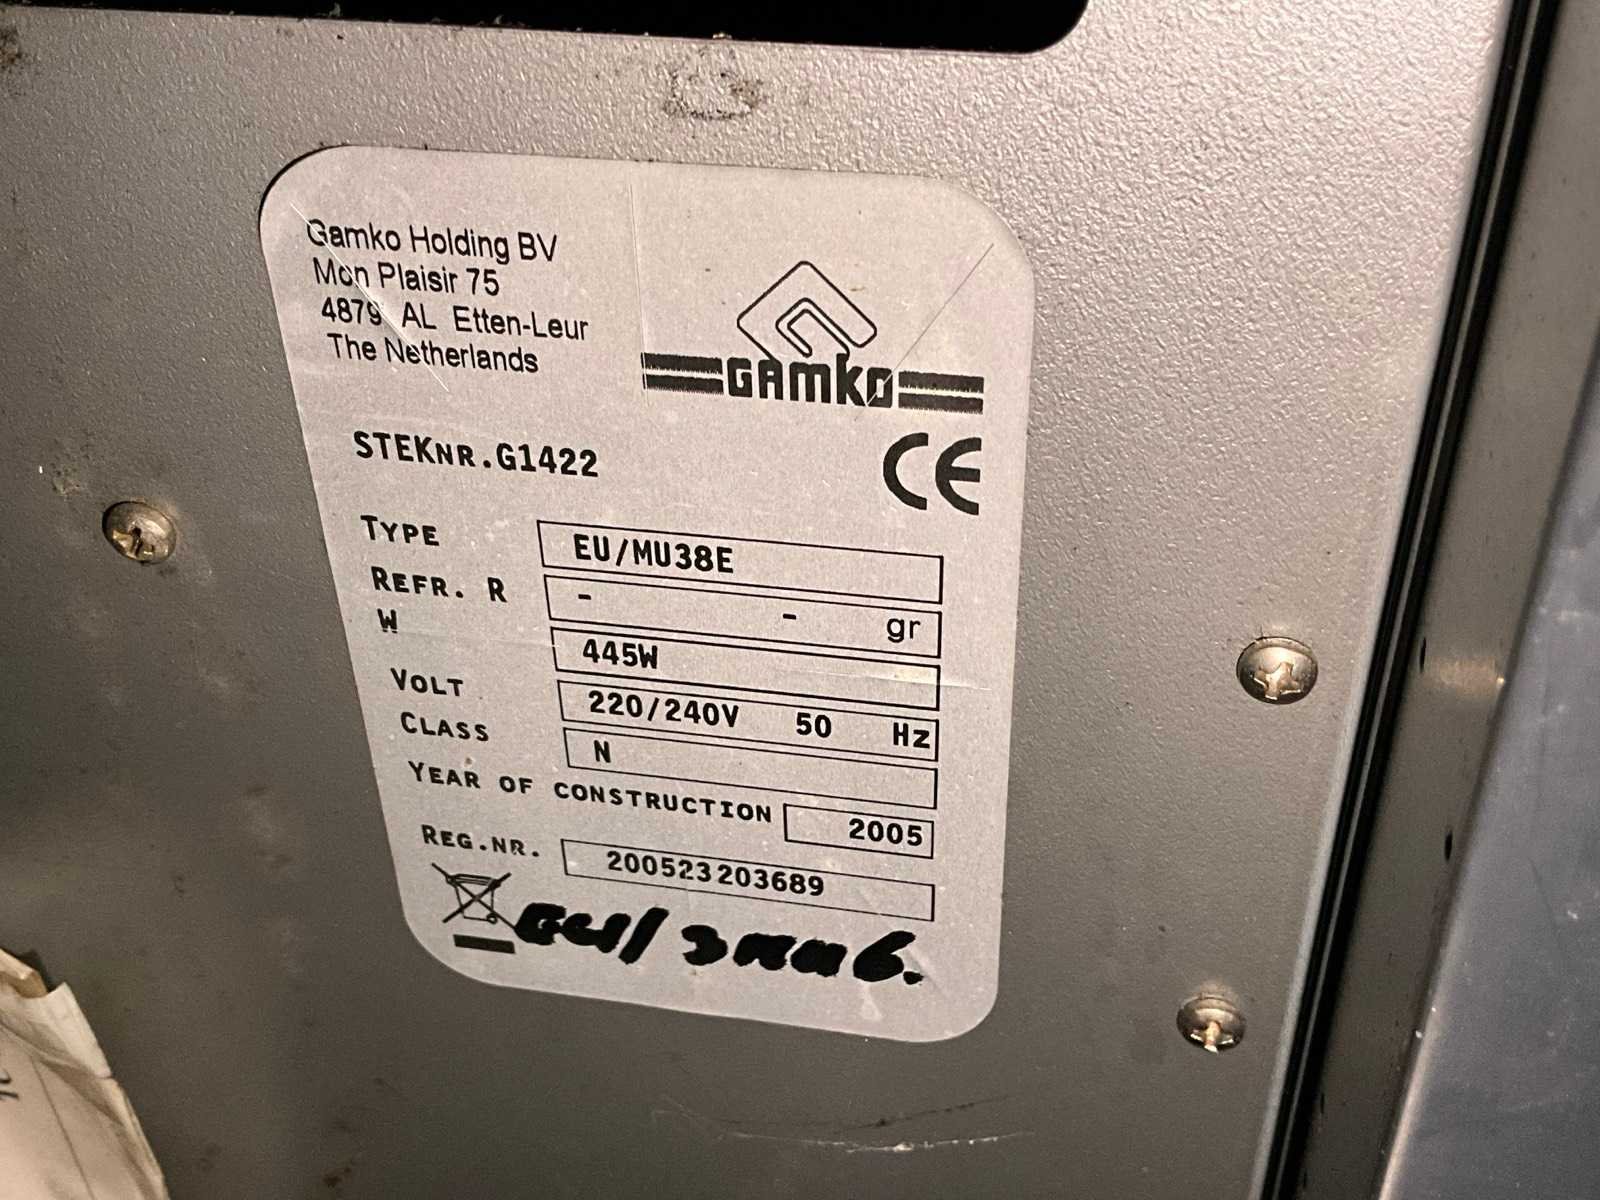 Gamko Holding BV
Mon Plaisir 75
4879 AL Etten-Leur
The Netherlands
GAMKO
STEKNR.G1422
CE
TYPE EU/MU38E
REFR. R - - gr
W 445W
VOLT 220/240V 50 Hz
CLASS N
YEAR OF CONSTRUCTION 2005
REG.NR. 200523203689